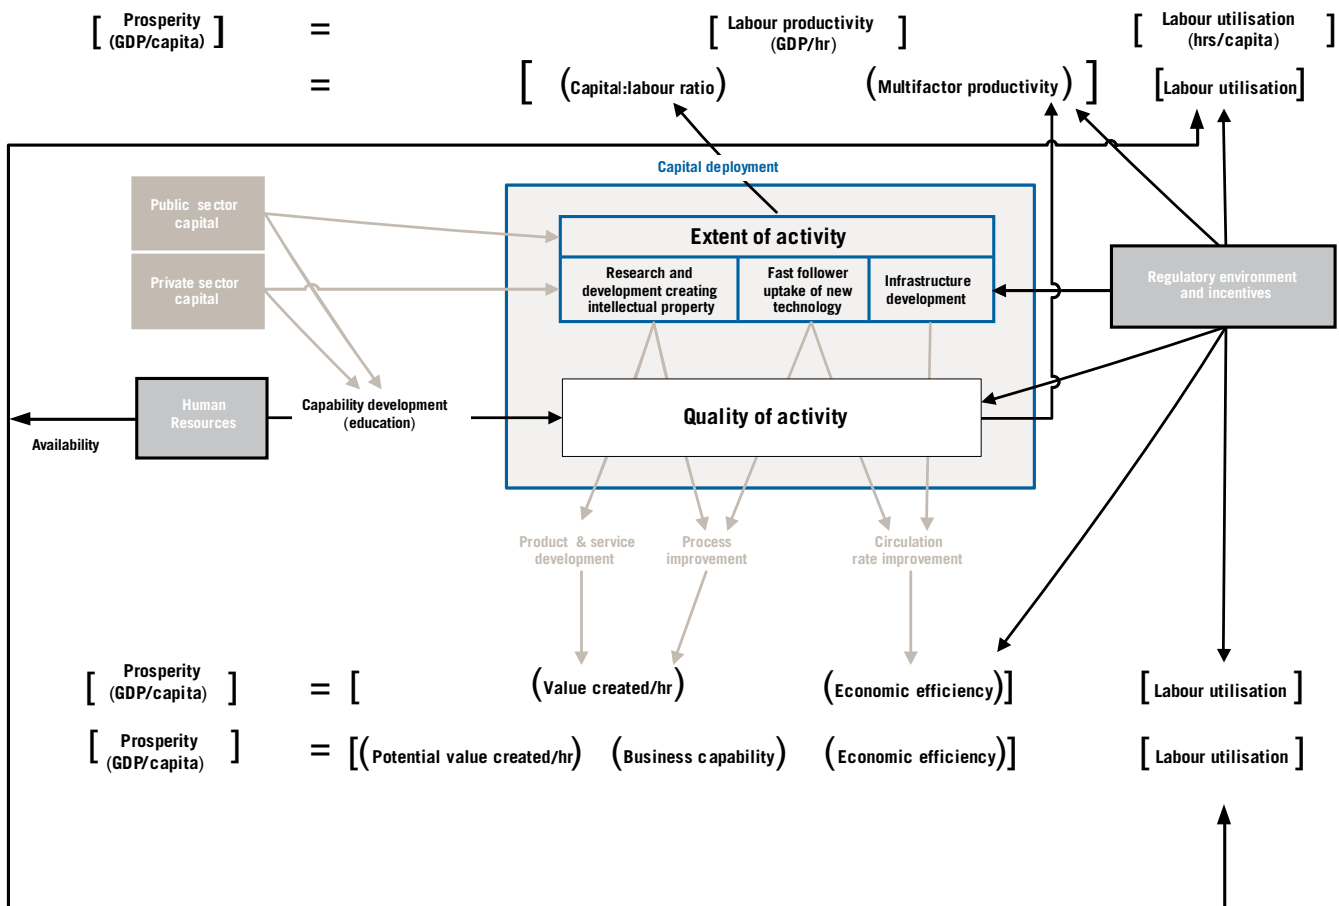 [ Prosperity ] = [ Labour productivity ] [ Labour utilisation ]
(GDP/capita) (GDP/hr) (hrs/capita)
= [ (Capital:labour ratio) (Multifactor productivity) ] [Labour utilisation]
Capital deployment
Public sector
capital
Private sector
capital
Extent of activity
Research and
development creating
intellectual property
Fast follower
uptake of new
technology
Infrastructure
development
Regulatory environment
and incentives
Human
Resources
Availability
Capability development
(education)
Quality of activity
Product & service
development
Process
improvement
Circulation
rate improvement
[ Prosperity ] = [ (Value created/hr) (Economic efficiency)] [Labour utilisation ]
(GDP/capita)
[ Prosperity ] = [(Potential value created/hr) (Business capability) (Economic efficiency)] [Labour utilisation ]
(GDP/capita)